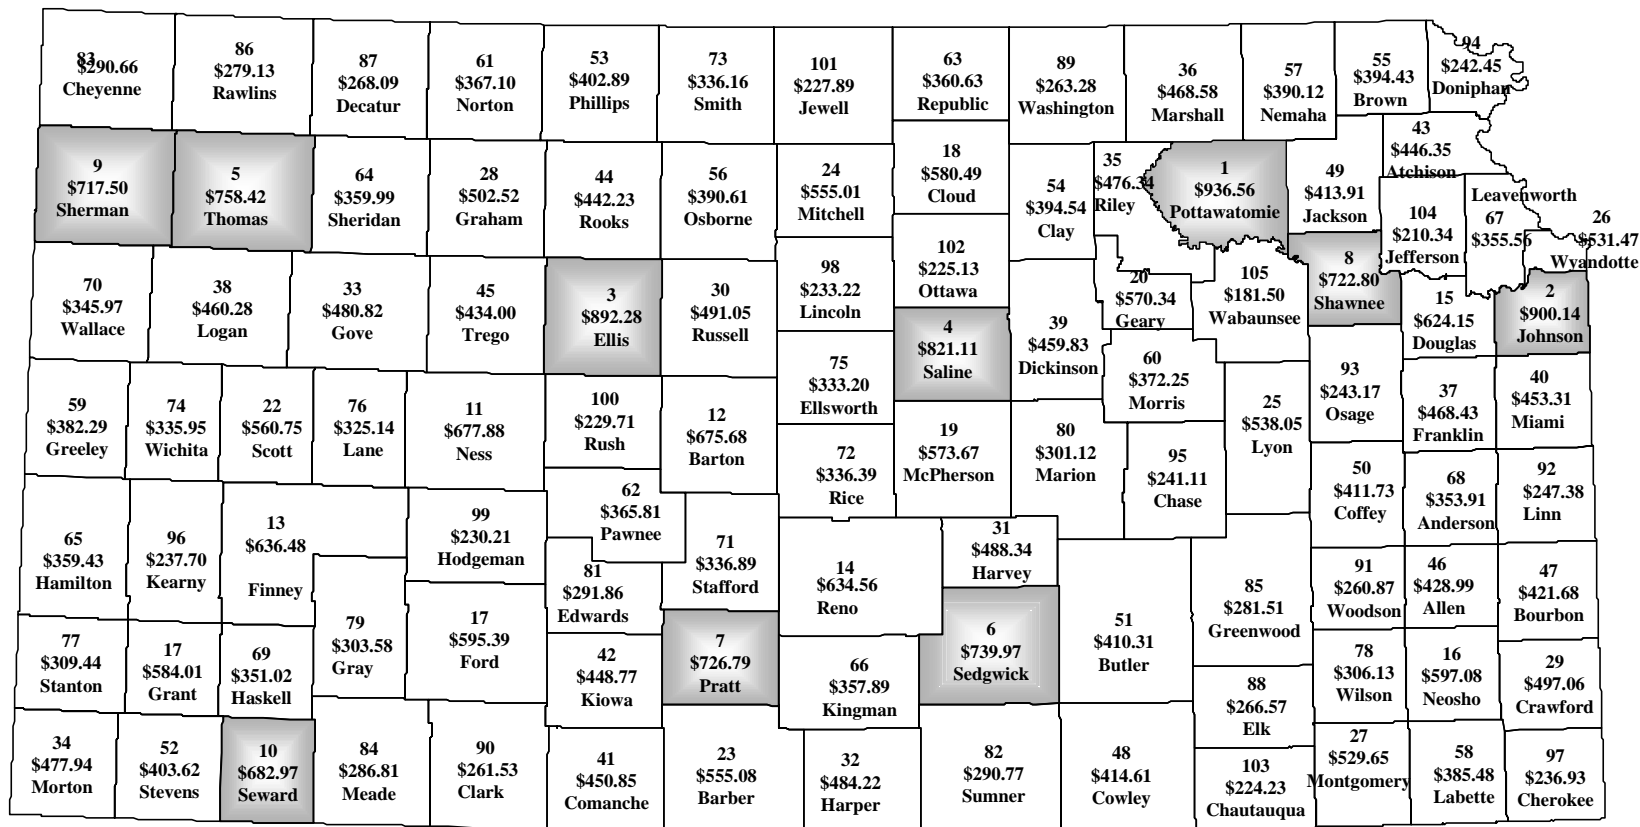 83
$290.66
Cheyenne
86
$279.13
Rawlins
87
$268.09
Decatur
61
$367.10
Norton
53
$402.89
Phillips
73
$336.16
Smith
101
$227.89
Jewell
63
$360.63
Republic
89
$263.28
Washington
36
$468.58
Marshall
57
$390.12
Nemaha
55
$394.43
Brown
94
$242.45
Doniphan
9
$717.50
Sherman
5
$758.42
Thomas
64
$359.99
Sheridan
28
$502.52
Graham
44
$442.23
Rooks
56
$390.61
Osborne
24
$555.01
Mitchell
18
$580.49
Cloud
54
$394.54
Clay
35
$476.34
Riley
1
$936.56
Pottawatomie
49
$413.91
Jackson
43
$446.35
Atchison
104
$210.34
Jefferson
Leavenworth
67
$355.56
26
$531.47
Wyandotte
70
$345.97
Wallace
38
$460.28
Logan
33
$480.82
Gove
45
$434.00
Trego
3
$892.28
Ellis
30
$491.05
Russell
98
$233.22
Lincoln
102
$225.13
Ottawa
4
$821.11
Saline
39
$459.83
Dickinson
20
$570.34
Geary
105
$181.50
Wabaunsee
8
$722.80
Shawnee
15
$624.15
Douglas
2
$900.14
Johnson
59
$382.29
Greeley
74
$335.95
Wichita
22
$560.75
Scott
76
$325.14
Lane
11
$677.88
Ness
100
$229.71
Rush
12
$675.68
Barton
75
$333.20
Ellsworth
72
$336.39
Rice
19
$573.67
McPherson
80
$301.12
Marion
60
$372.25
Morris
95
$241.11
Chase
25
$538.05
Lyon
93
$243.17
Osage
37
$468.43
Franklin
40
$453.31
Miami
65
$359.43
Hamilton
96
$237.70
Kearny
13
$636.48
Finney
99
$230.21
Hodgeman
62
$365.81
Pawnee
71
$336.89
Stafford
81
$291.86
Edwards
14
$634.56
Reno
31
$488.34
Harvey
50
$411.73
Coffey
68
$353.91
Anderson
92
$247.38
Linn
77
$309.44
Stanton
17
$584.01
Grant
69
$351.02
Haskell
79
$303.58
Gray
17
$595.39
Ford
42
$448.77
Kiowa
7
$726.79
Pratt
66
$357.89
Kingman
6
$739.97
Sedgwick
51
$410.31
Butler
85
$281.51
Greenwood
91
$260.87
Woodson
46
$428.99
Allen
47
$421.68
Bourbon
78
$306.13
Wilson
16
$597.08
Neosho
29
$497.06
Crawford
34
$477.94
Morton
52
$403.62
Stevens
10
$682.97
Seward
84
$286.81
Meade
90
$261.53
Clark
41
$450.85
Comanche
23
$555.08
Barber
32
$484.22
Harper
82
$290.77
Sumner
48
$414.61
Cowley
88
$266.57
Elk
103
$224.23
Chautauqua
27
$529.65
Montgomery
58
$385.48
Labette
97
$236.93
Cherokee